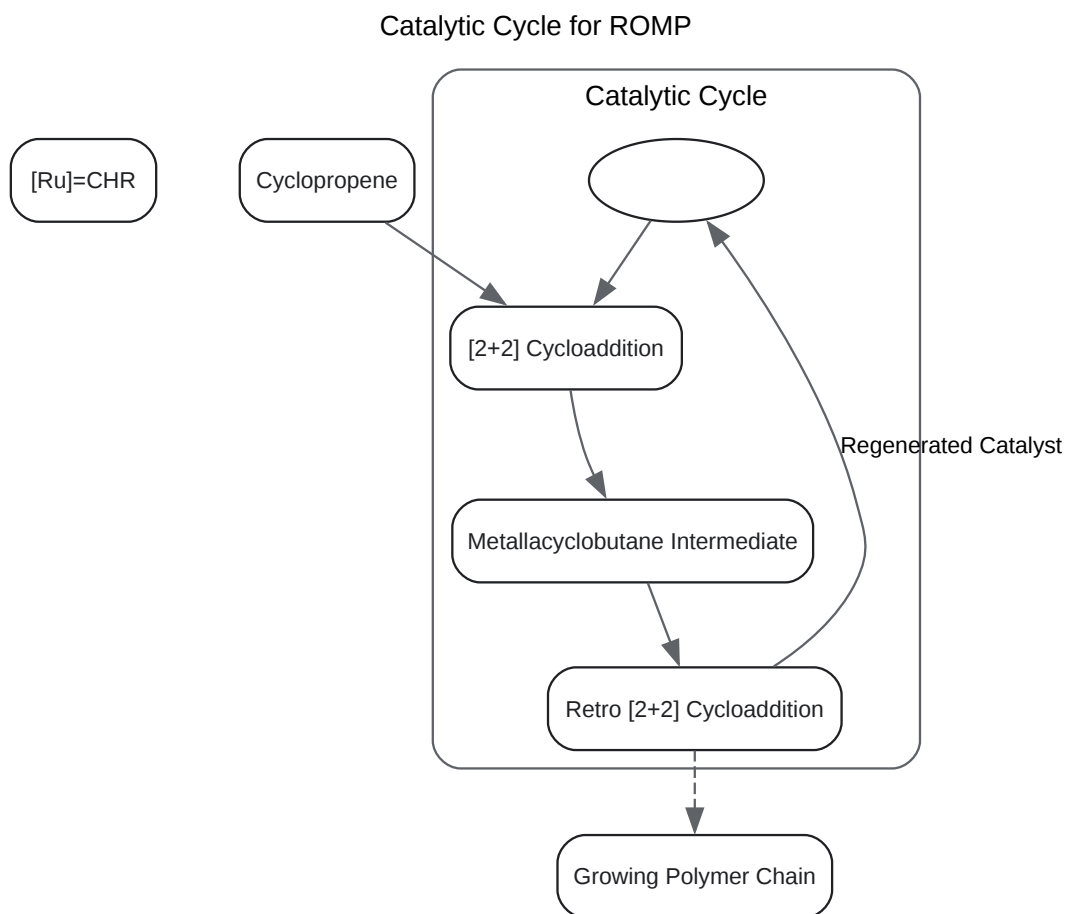 Catalytic Cycle for ROMP
Catalytic Cycle
[Ru]=CHR
Cyclopropene
[2+2] Cycloaddition
Regenerated Catalyst
Metallacyclobutane Intermediate
Retro [2+2] Cycloaddition
Growing Polymer Chain